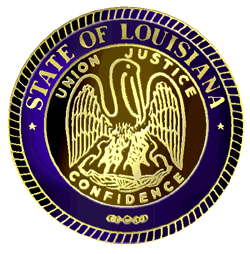 STATE OF LOUISIANA
UNION JUSTICE
CONFIDENCE